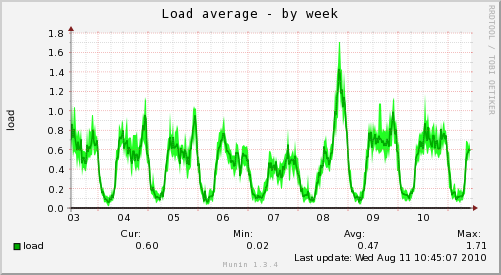 Load average - by week
RRDTOOL / TOBI OETIKER
load
1.8
1.6
1.4
1.2
1.0
0.8
0.6
0.4
0.2
0.0
03 04 05 06 07 08 09 10
Cur: Min: Avg: Max:
load 0.60 0.02 0.47 1.71
Last update: Wed Aug 11 10:45:07 2010
Munin 1.3.4